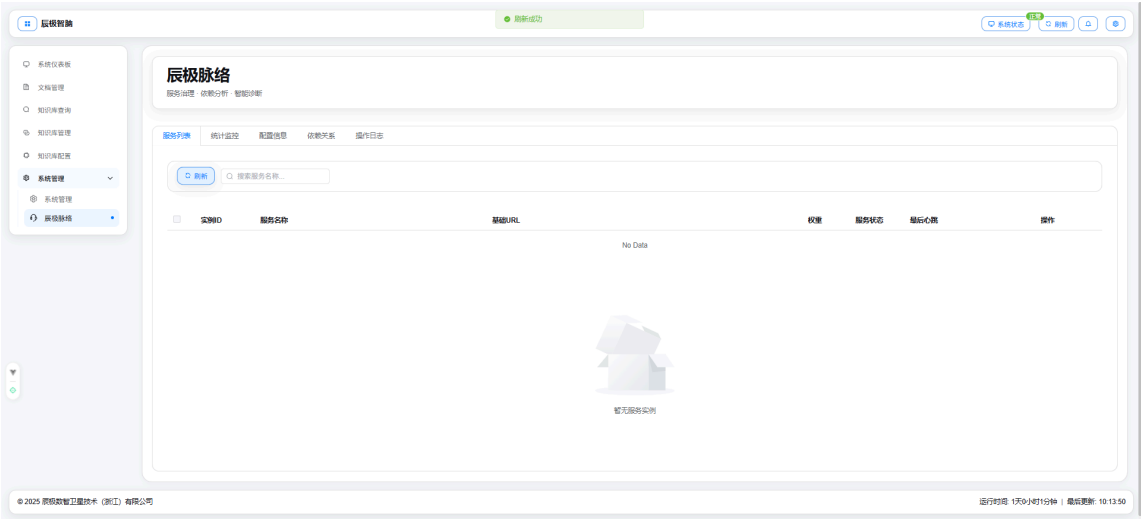 辰极智脑
刷新成功
系统状态
正常
刷新
系统仪表板
文档管理
知识库查询
知识库管理
知识库配置
系统管理
系统管理
辰极脉络
辰极脉络
服务治理 · 依赖分析 · 智能诊断
服务列表 统计监控 配置信息 依赖关系 操作日志
刷新 搜索服务名称...
实例ID 服务名称 基础URL 权重 服务状态 最后心跳 操作
No Data
暂无服务实例
© 2025 辰极数智卫星技术（浙江）有限公司
运行时间: 1天0小时1分钟 | 最后更新: 10:13:50